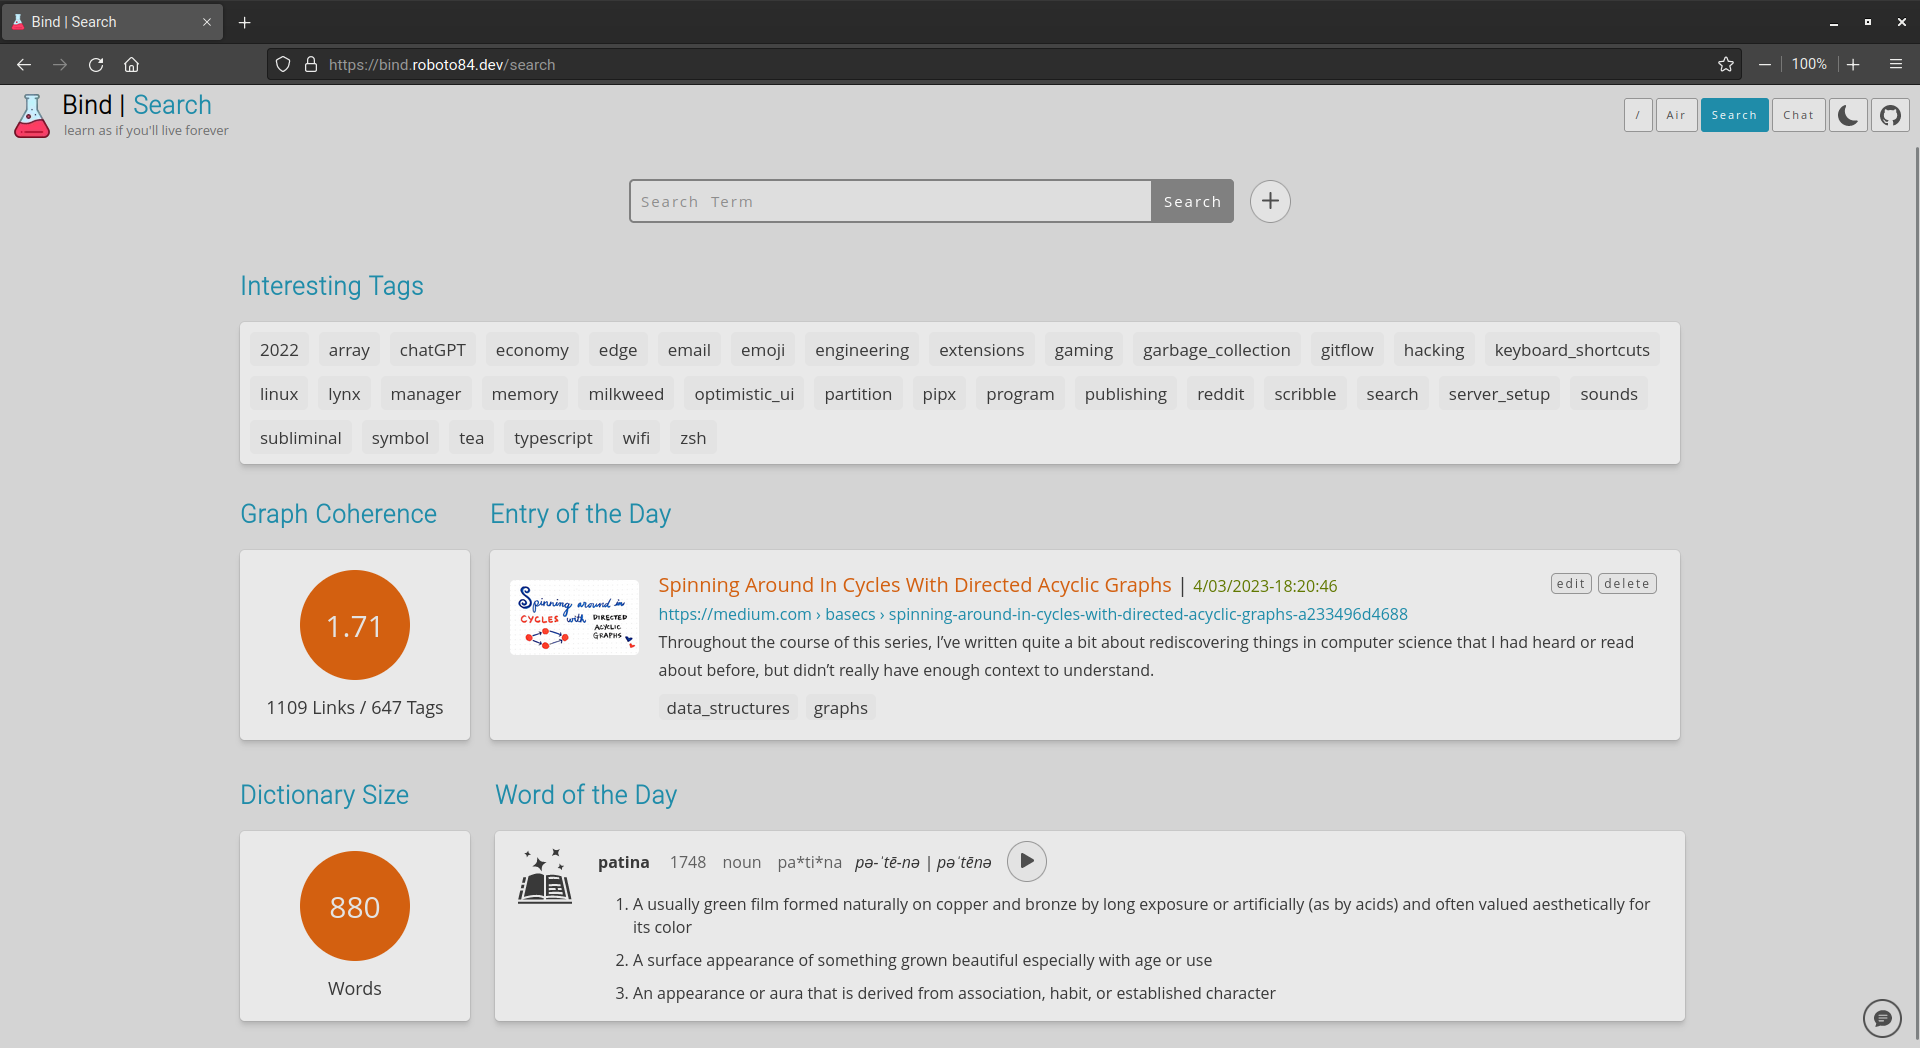 Bind | Search
https://bind.roboto84.dev/search
100%
Bind | Search
learn as if you'll live forever
/
Air
Search
Chat
Search Term
Search
Interesting Tags
2022 array chatGPT economy edge email emoji engineering extensions gaming garbage_collection gitflow hacking keyboard_shortcuts
linux lynx manager memory milkweed optimistic_ui partition pipx program publishing reddit scribble search server_setup sounds
subliminal symbol tea typescript wifi zsh
Graph Coherence
1.71
1109 Links / 647 Tags
Entry of the Day
Spinning around in
CYCLES with DIRECTED
ACYCLIC
GRAPHS
Spinning Around In Cycles With Directed Acyclic Graphs | 4/03/2023-18:20:46
edit delete
https://medium.com › basecs › spinning-around-in-cycles-with-directed-acyclic-graphs-a233496d4688
Throughout the course of this series, I’ve written quite a bit about rediscovering things in computer science that I had heard or read
about before, but didn’t really have enough context to understand.
data_structures graphs
Dictionary Size
880
Words
Word of the Day
patina 1748 noun pa*ti*na pə-ˈtē-nə | pəˈtēnə
1. A usually green film formed naturally on copper and bronze by long exposure or artificially (as by acids) and often valued aesthetically for
its color
2. A surface appearance of something grown beautiful especially with age or use
3. An appearance or aura that is derived from association, habit, or established character